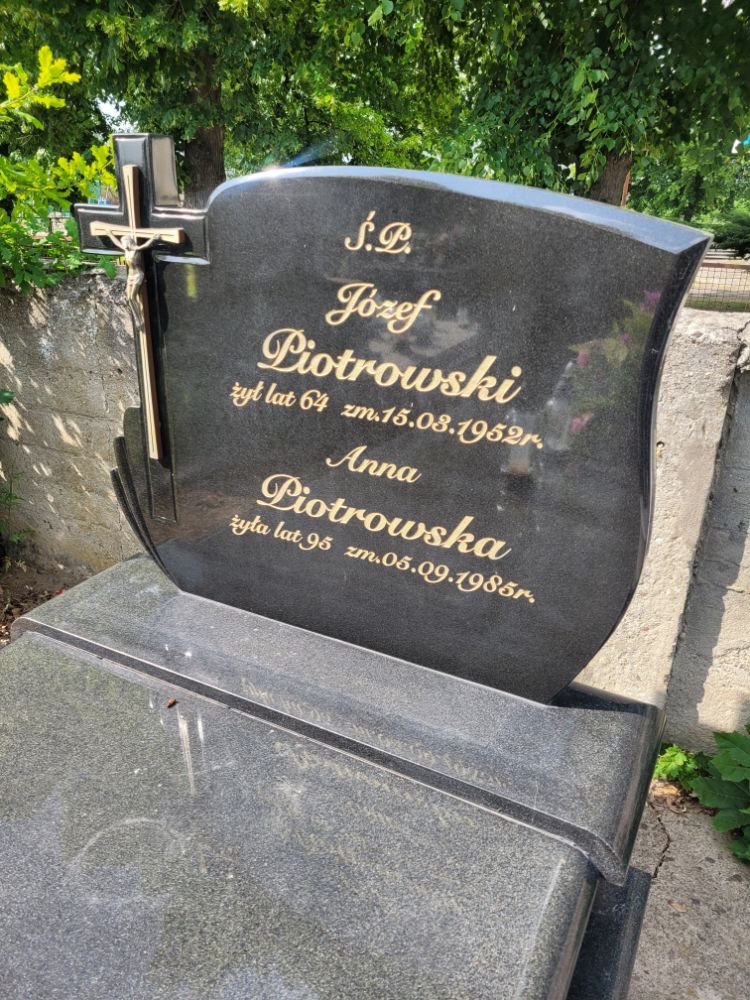 Ś.P.
Józef
Piotrowski
żył lat 64 zm.15.03.1952r.
Anna
Piotrowska
żyła lat 95 zm.05.09.1985r.